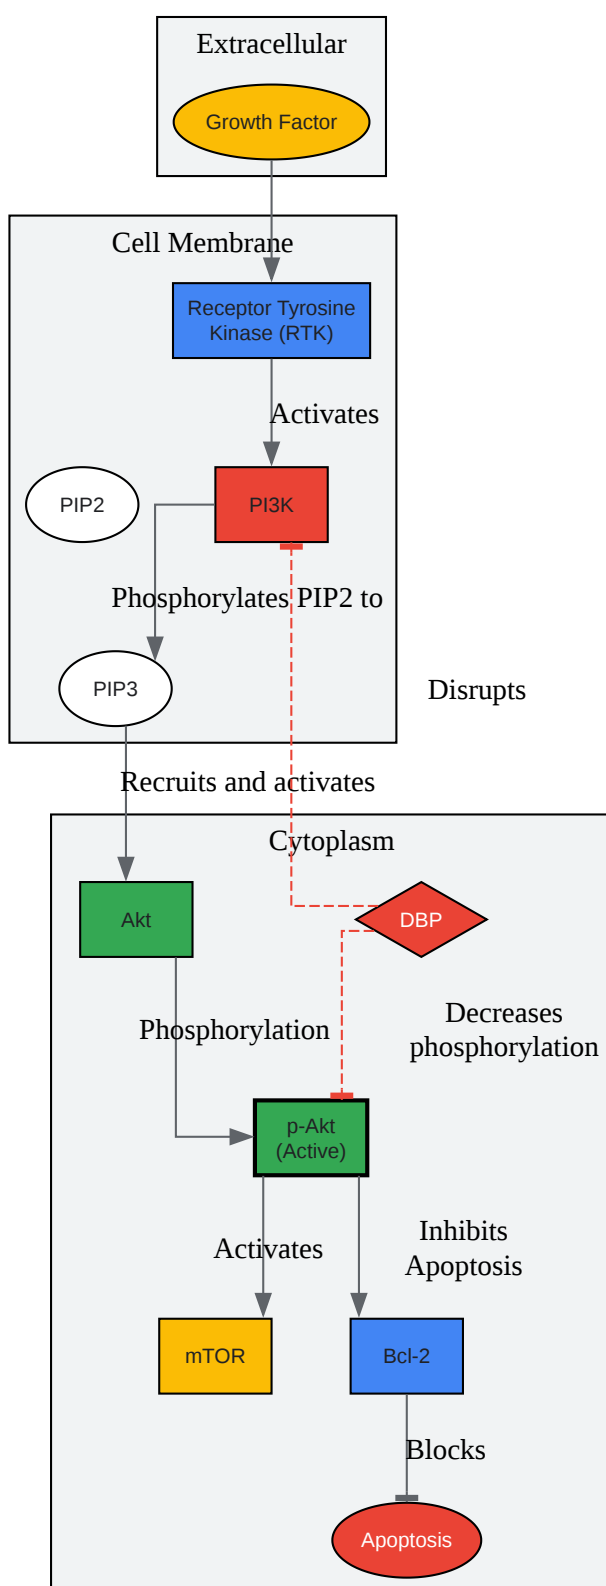 Extracellular
Growth Factor
Cell Membrane
Receptor Tyrosine
Kinase (RTK)
Activates
PIP2
PI3K
Phosphorylates PIP2 to
PIP3
Disrupts
Recruits and activates
Cytoplasm
Akt
DBP
Phosphorylation
Decreases
phosphorylation
p-Akt
(Active)
Activates
Inhibits
Apoptosis
mTOR
Bcl-2
Blocks
Apoptosis